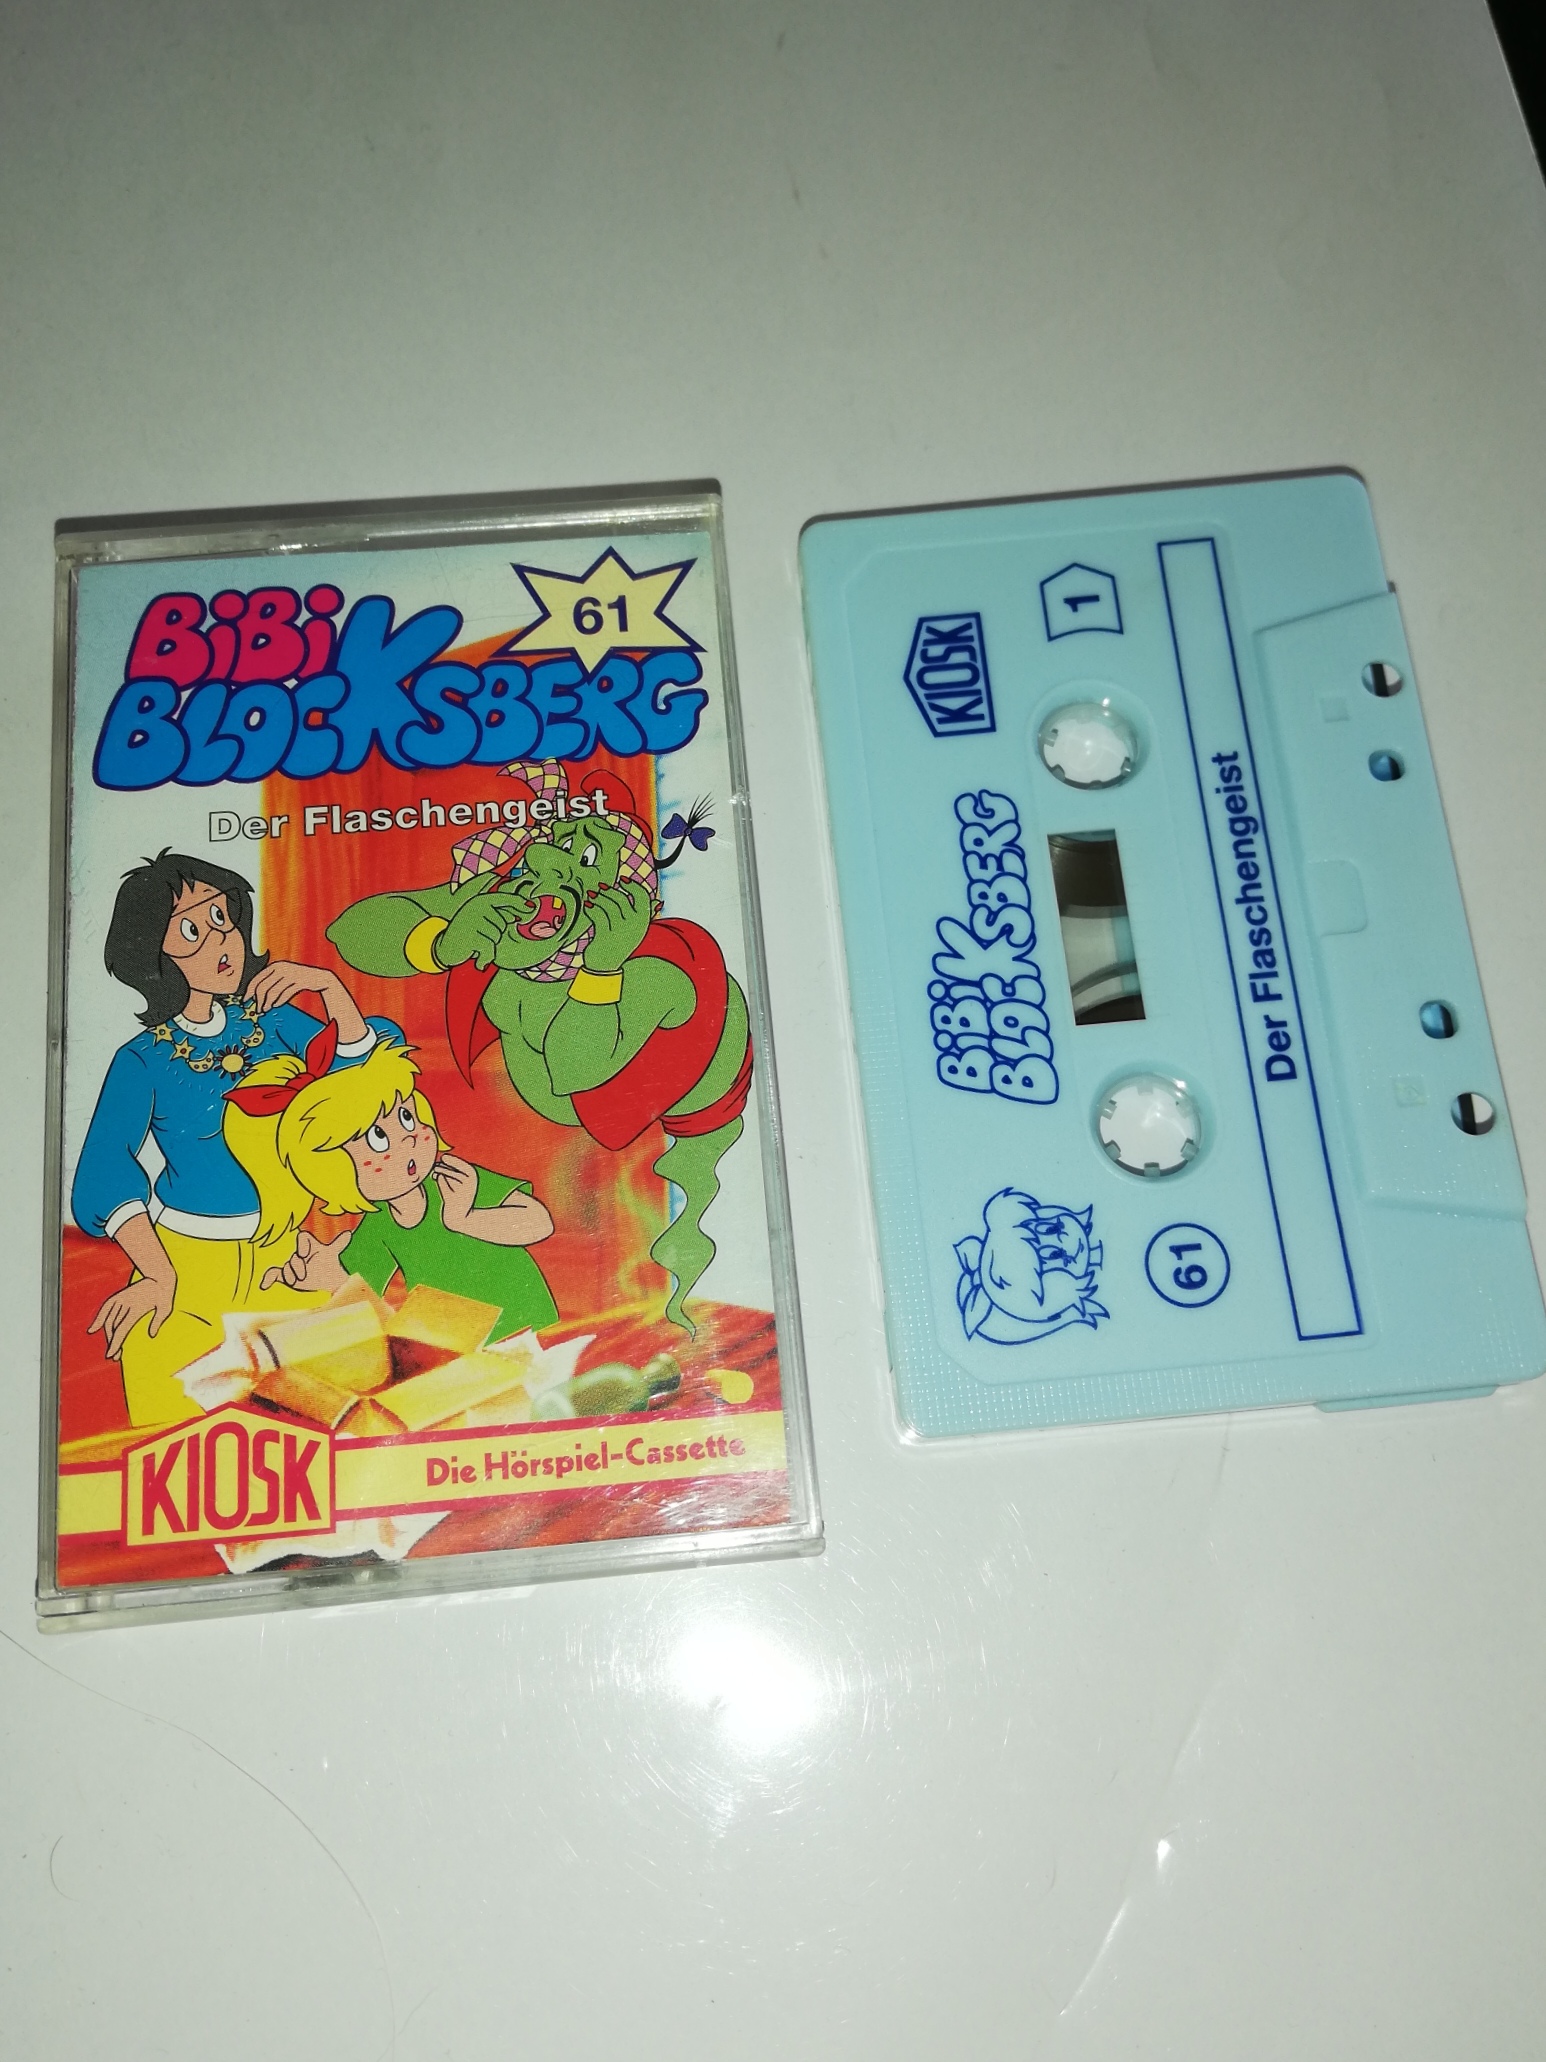 61
BiBi
BLOCKSBERG
Der Flaschengeist
KIOSK
Die Hörspiel-Cassette
KIOSK
1
BiBi
BLOCKSBERG
61
Der Flaschengeist